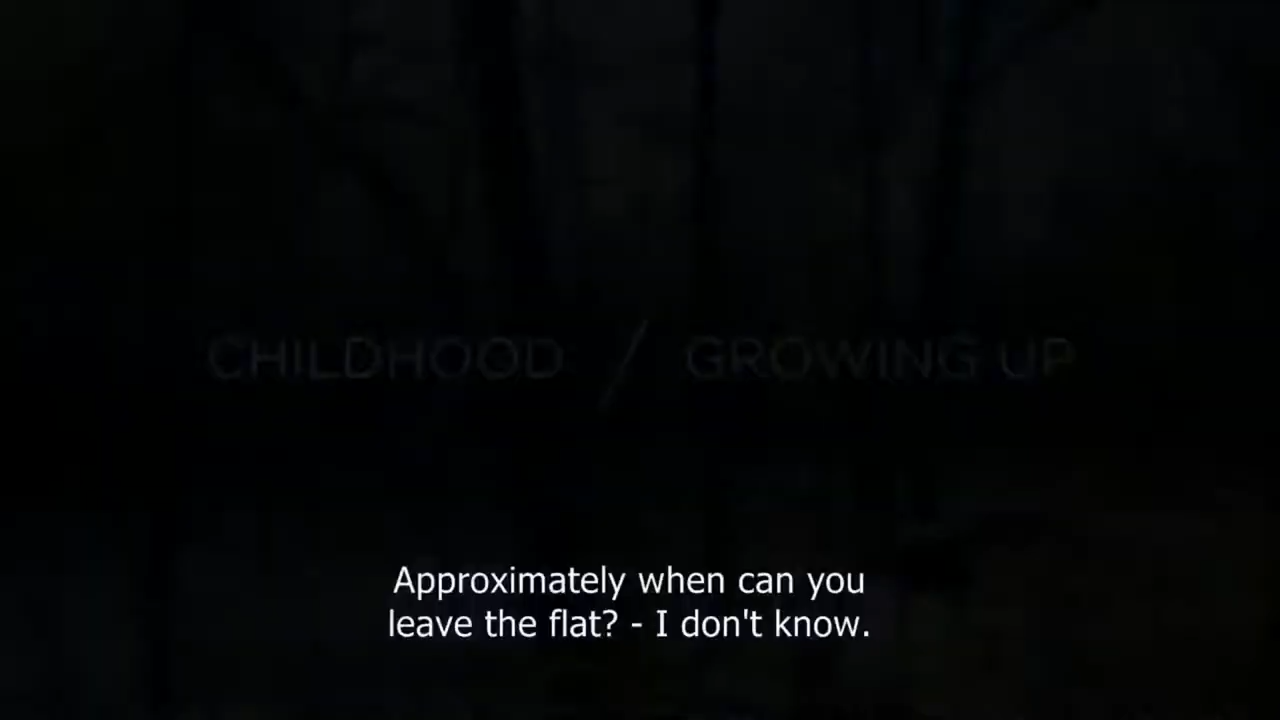 CHILDHOOD / GROWING UP
Approximately when can you
leave the flat? - I don't know.